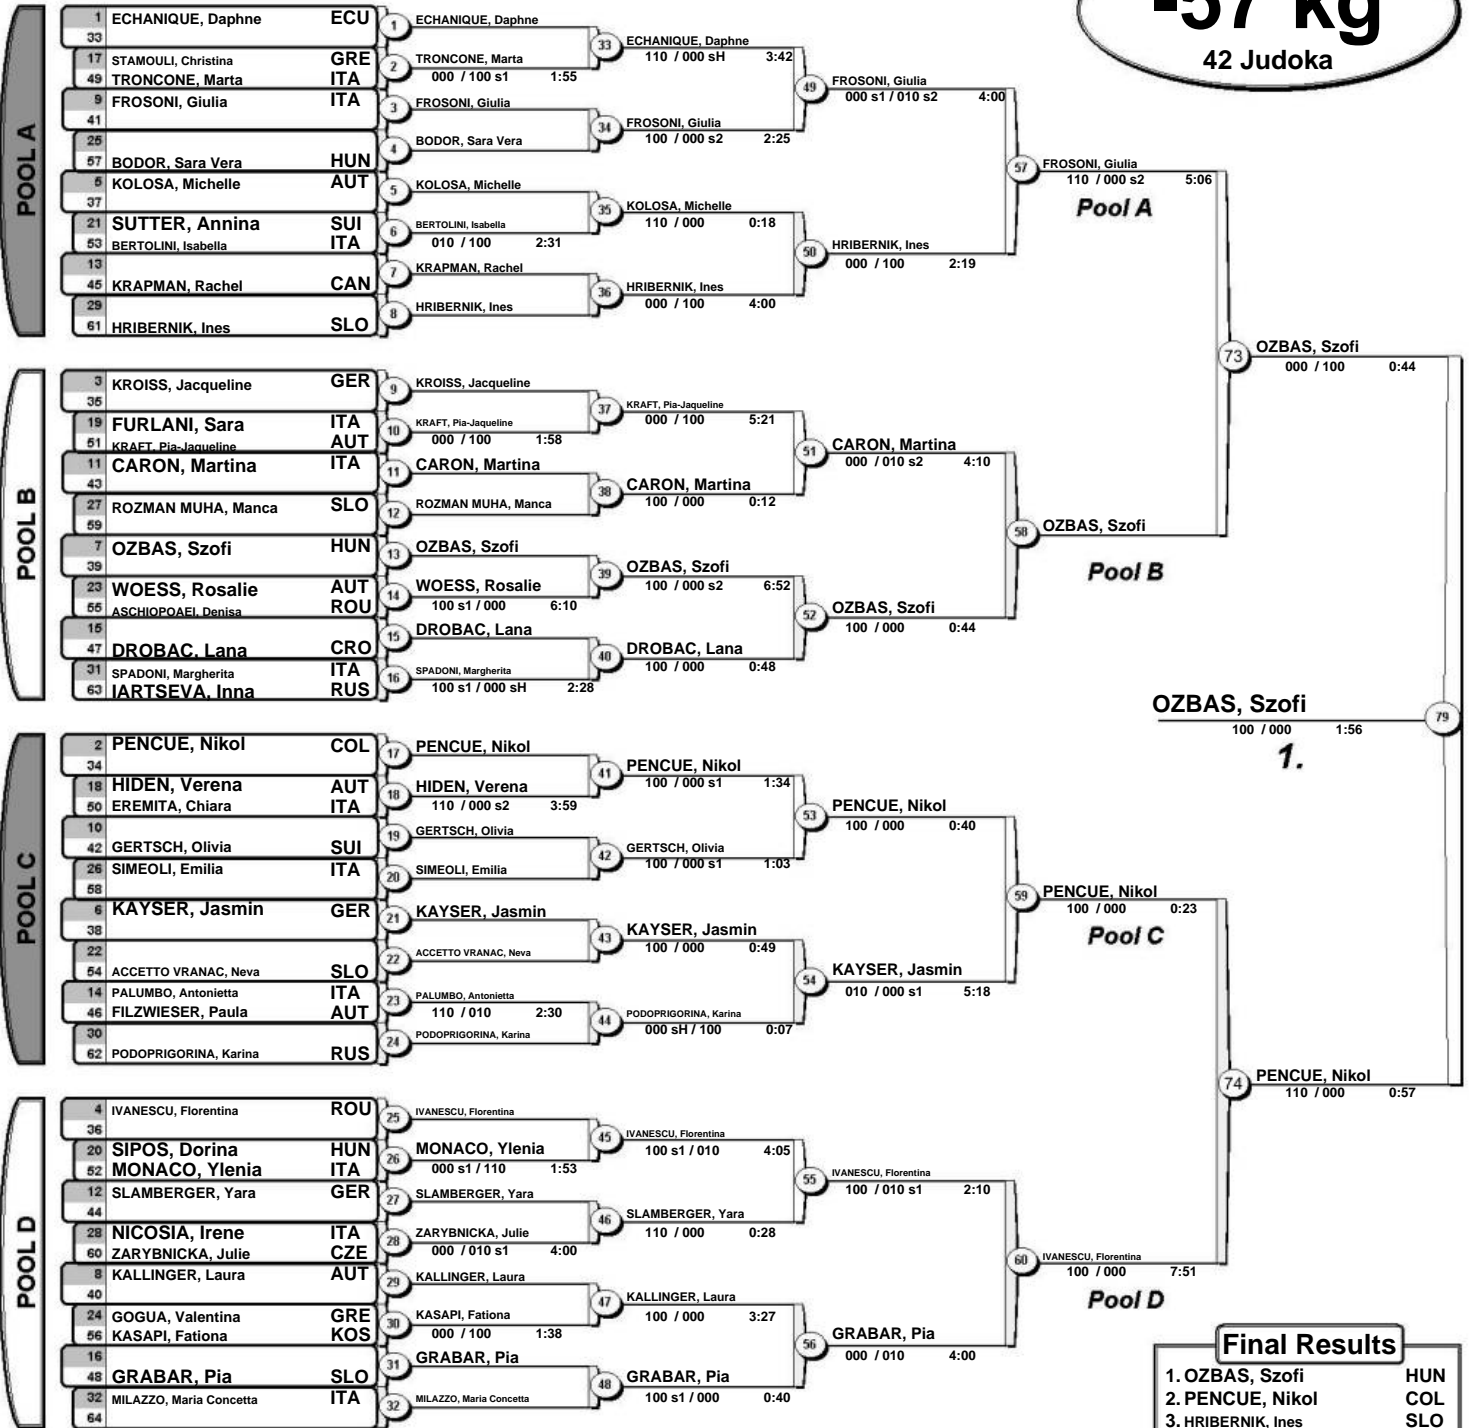 -57 kg
42 Judoka
POOL A
1 ECHANIQUE, Daphne ECU
33
17 STAMOULI, Christina GRE
49 TRONCONE, Marta ITA
9 FROSONI, Giulia ITA
41
25
57 BODOR, Sara Vera HUN
5 KOLOSA, Michelle AUT
37
21 SUTTER, Annina SUI
53 BERTOLINI, Isabella ITA
13
45 KRAPMAN, Rachel CAN
29
61 HRIBERNIK, Ines SLO
1 ECHANIQUE, Daphne
2 TRONCONE, Marta
000 / 100 s1 1:55
3 FROSONI, Giulia
4 BODOR, Sara Vera
5 KOLOSA, Michelle
6 BERTOLINI, Isabella
010 / 100 2:31
7 KRAPMAN, Rachel
8 HRIBERNIK, Ines
33 ECHANIQUE, Daphne
110 / 000 sH 3:42
34 FROSONI, Giulia
100 / 000 s2 2:25
35 KOLOSA, Michelle
110 / 000 0:18
36 HRIBERNIK, Ines
000 / 100 4:00
49 FROSONI, Giulia
000 s1 / 010 s2 4:00
50 HRIBERNIK, Ines
000 / 100 2:19
57 FROSONI, Giulia
110 / 000 s2 5:06
Pool A
POOL B
3 KROISS, Jacqueline GER
35
19 FURLANI, Sara ITA
51 KRAFT, Pia-Jaqueline AUT
11 CARON, Martina ITA
43
27 ROZMAN MUHA, Manca SLO
59
7 OZBAS, Szofi HUN
39
23 WOESS, Rosalie AUT
55 ASCHIOPOAEI, Denisa ROU
15
47 DROBAC, Lana CRO
31 SPADONI, Margherita ITA
63 IARTSEVA, Inna RUS
9 KROISS, Jacqueline
10 KRAFT, Pia-Jaqueline
000 / 100 1:58
11 CARON, Martina
12 ROZMAN MUHA, Manca
13 OZBAS, Szofi
14 WOESS, Rosalie
100 s1 / 000 6:10
15 DROBAC, Lana
16 SPADONI, Margherita
100 s1 / 000 sH 2:28
37 KRAFT, Pia-Jaqueline
000 / 100 5:21
38 CARON, Martina
100 / 000 0:12
39 OZBAS, Szofi
100 / 000 s2 6:52
40 DROBAC, Lana
100 / 000 0:48
51 CARON, Martina
000 / 010 s2 4:10
52 OZBAS, Szofi
100 / 000 0:44
58 OZBAS, Szofi
Pool B
73 OZBAS, Szofi
000 / 100 0:44
OZBAS, Szofi 79
100 / 000 1:56
1.
POOL C
2 PENCUE, Nikol COL
34
18 HIDEN, Verena AUT
50 EREMITA, Chiara ITA
10
42 GERTSCH, Olivia SUI
26 SIMEOLI, Emilia ITA
58
6 KAYSER, Jasmin GER
38
22
54 ACCETTO VRANAC, Neva SLO
14 PALUMBO, Antonietta ITA
46 FILZWIESER, Paula AUT
30
62 PODOPRIGORINA, Karina RUS
17 PENCUE, Nikol
18 HIDEN, Verena
110 / 000 s2 3:59
19 GERTSCH, Olivia
20 SIMEOLI, Emilia
21 KAYSER, Jasmin
22 ACCETTO VRANAC, Neva
23 PALUMBO, Antonietta
110 / 010 2:30
24 PODOPRIGORINA, Karina
41 PENCUE, Nikol
100 / 000 s1 1:34
42 GERTSCH, Olivia
100 / 000 s1 1:03
43 KAYSER, Jasmin
100 / 000 0:49
44 PODOPRIGORINA, Karina
000 sH / 100 0:07
53 PENCUE, Nikol
100 / 000 0:40
54 KAYSER, Jasmin
010 / 000 s1 5:18
59 PENCUE, Nikol
100 / 000 0:23
Pool C
POOL D
4 IVANESCU, Florentina ROU
36
20 SIPOS, Dorina HUN
52 MONACO, Ylenia ITA
12 SLAMBERGER, Yara GER
44
28 NICOSIA, Irene ITA
60 ZARYBNICKA, Julie CZE
8 KALLINGER, Laura AUT
40
24 GOGUA, Valentina GRE
56 KASAPI, Fationa KOS
16
48 GRABAR, Pia SLO
32 MILAZZO, Maria Concetta ITA
64
25 IVANESCU, Florentina
26 MONACO, Ylenia
000 s1 / 110 1:53
27 SLAMBERGER, Yara
28 ZARYBNICKA, Julie
000 / 010 s1 4:00
29 KALLINGER, Laura
30 KASAPI, Fationa
000 / 100 1:38
31 GRABAR, Pia
32 MILAZZO, Maria Concetta
45 IVANESCU, Florentina
100 s1 / 010 4:05
46 SLAMBERGER, Yara
110 / 000 0:28
47 KALLINGER, Laura
100 / 000 3:27
48 GRABAR, Pia
100 s1 / 000 0:40
55 IVANESCU, Florentina
100 / 010 s1 2:10
56 GRABAR, Pia
000 / 010 4:00
60 IVANESCU, Florentina
100 / 000 7:51
Pool D
74 PENCUE, Nikol
110 / 000 0:57
Final Results
1. OZBAS, Szofi HUN
2. PENCUE, Nikol COL
3. HRIBERNIK, Ines SLO